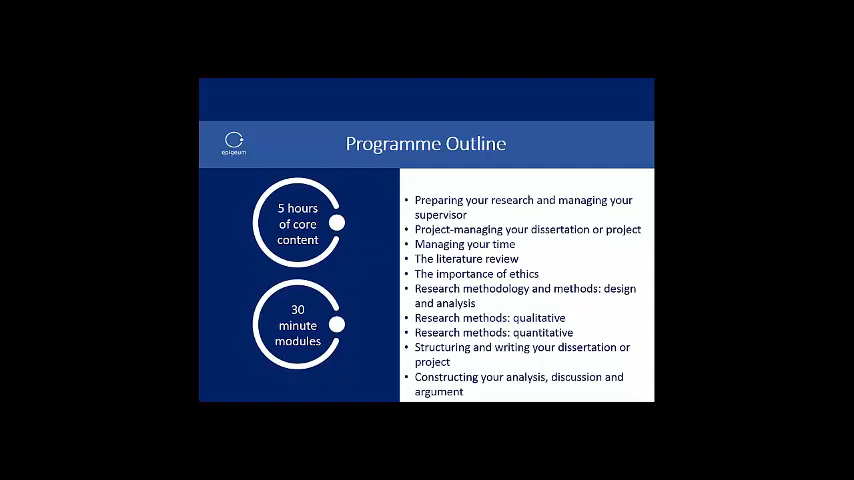 epigeum
Programme Outline
5 hours
of core
content
30
minute
modules
• Preparing your research and managing your
supervisor
• Project-managing your dissertation or project
• Managing your time
• The literature review
• The importance of ethics
• Research methodology and methods: design
and analysis
• Research methods: qualitative
• Research methods: quantitative
• Structuring and writing your dissertation or
project
• Constructing your analysis, discussion and
argument